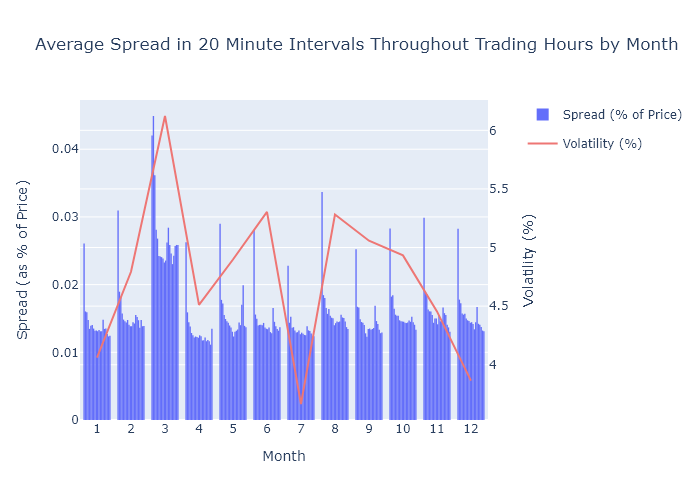 Average Spread in 20 Minute Intervals Throughout Trading Hours by Month
Spread (% of Price)
Volatility (%)
0.04
0.03
0.02
0.01
0
6
5.5
5
4.5
4
1 2 3 4 5 6 7 8 9 10 11 12
Spread (as % of Price)
Volatility (%)
Month